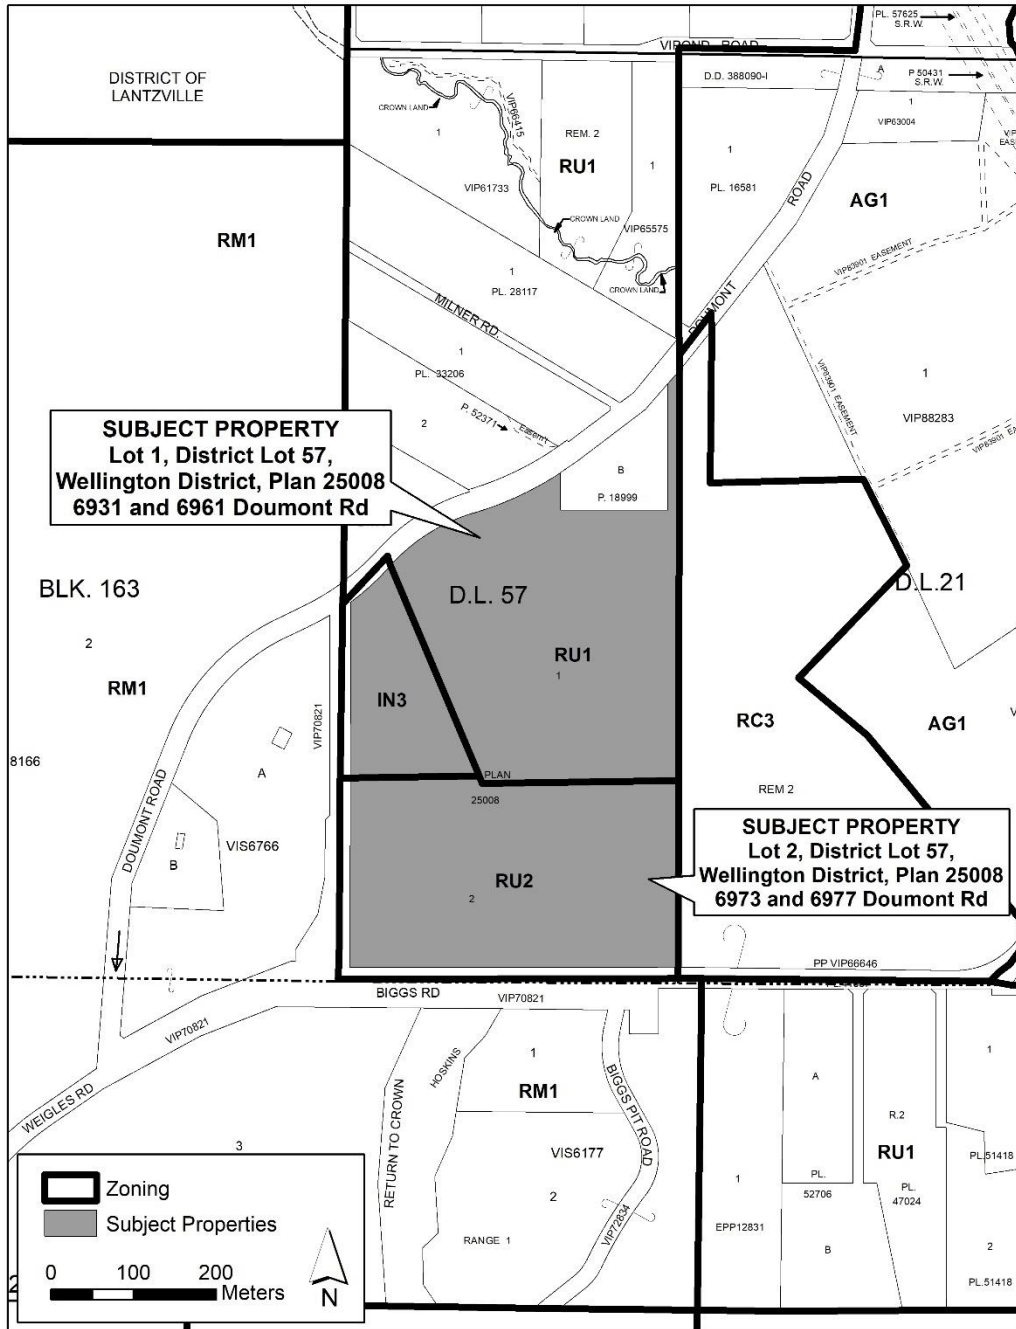 PL. 57625
S.R.W.
VIPOND ROAD
DISTRICT OF
LANTZVILLE
D.D. 388090-I
A
P 50431
S.R.W.
CROWN LAND
VIP66415
1
REM. 2
RU1
1
1
VIP63004
1
PL. 16581
ROAD
AG1
VIP61733
CROWN LAND
VIP65575
RM1
VIP83901 EASEMENT
1
PL. 28117
CROWN LAND
DOUMONT
MILNER RD.
1
PL. 33206
VIP83901 EASEMENT
1
VIP88283
2
P. 52371
Easem't
SUBJECT PROPERTY
Lot 1, District Lot 57,
Wellington District, Plan 25008
6931 and 6961 Doumont Rd
B
P. 18999
BLK. 163
D.L. 57
D.L.21
2
RM1
RU1
1
IN3
VIP70821
RC3
AG1
8166
A
PLAN
25008
REM 2
DOUMONT ROAD
VIS6766
B
SUBJECT PROPERTY
Lot 2, District Lot 57,
Wellington District, Plan 25008
6973 and 6977 Doumont Rd
RU2
2
PP VIP66646
BIGGS RD
VIP70821
VIP70821
WEIGLES RD
HOSKINS
1
RM1
BIGGS PIT ROAD
A
1
RETURN TO CROWN
R.2
RU1
3
VIS6177
PL.51418
2
1
PL.
52706
PL.
47024
VIP72834
EPP12831
RANGE 1
B
2
PL.51418
Zoning
Subject Properties
0 100 200
Meters
N